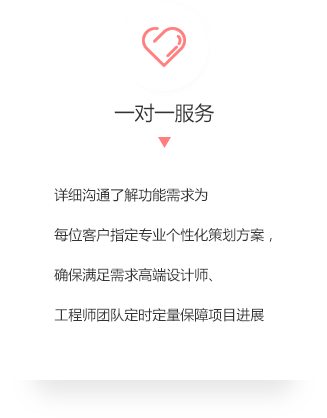 一对一服务
详细沟通了解功能需求为
每位客户指定专业个性化策划方案，
确保满足需求高端设计师、
工程师团队定时定量保障项目进展